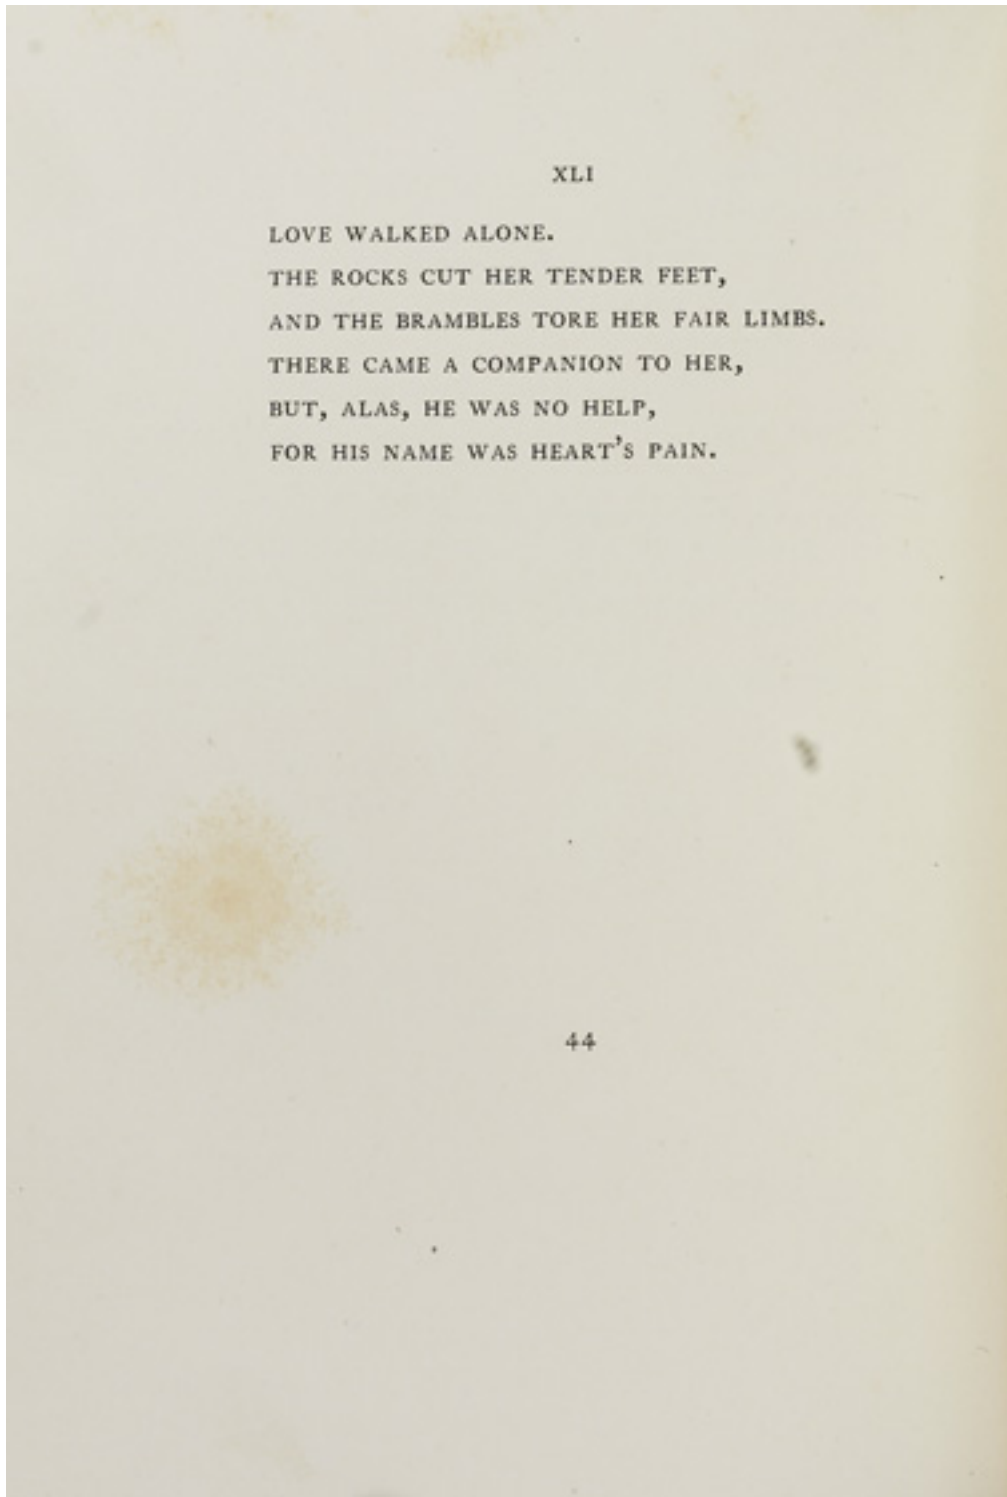 XLI
LOVE WALKED ALONE.
THE ROCKS CUT HER TENDER FEET,
AND THE BRAMBLES TORE HER FAIR LIMBS.
THERE CAME A COMPANION TO HER,
BUT, ALAS, HE WAS NO HELP,
FOR HIS NAME WAS HEART'S PAIN.
44